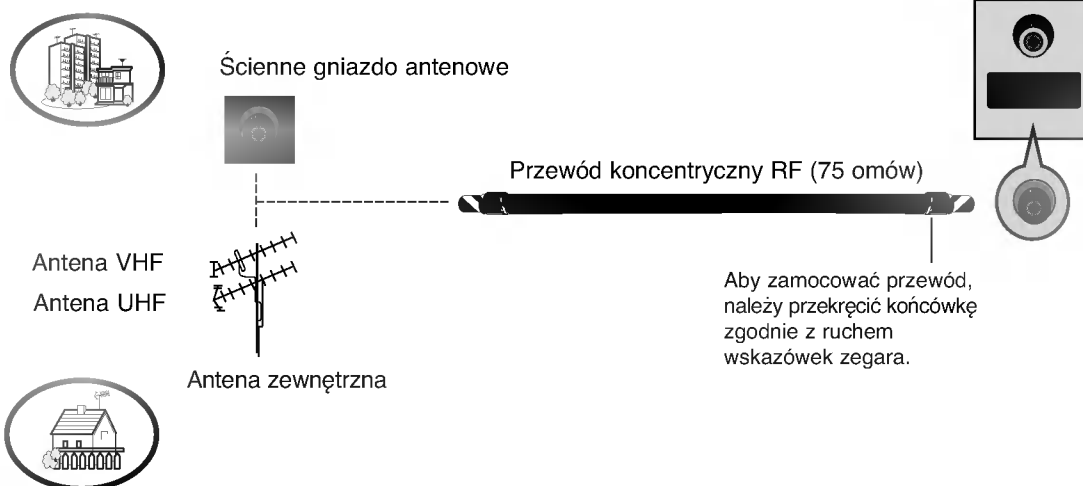 Ścienne gniazdo antenowe
Przewód koncentryczny RF (75 omów)
Antena VHF
Antena UHF
Aby zamocować przewód,
należy przekręcić końcówkę
zgodnie z ruchem
wskazówek zegara.
Antena zewnętrzna